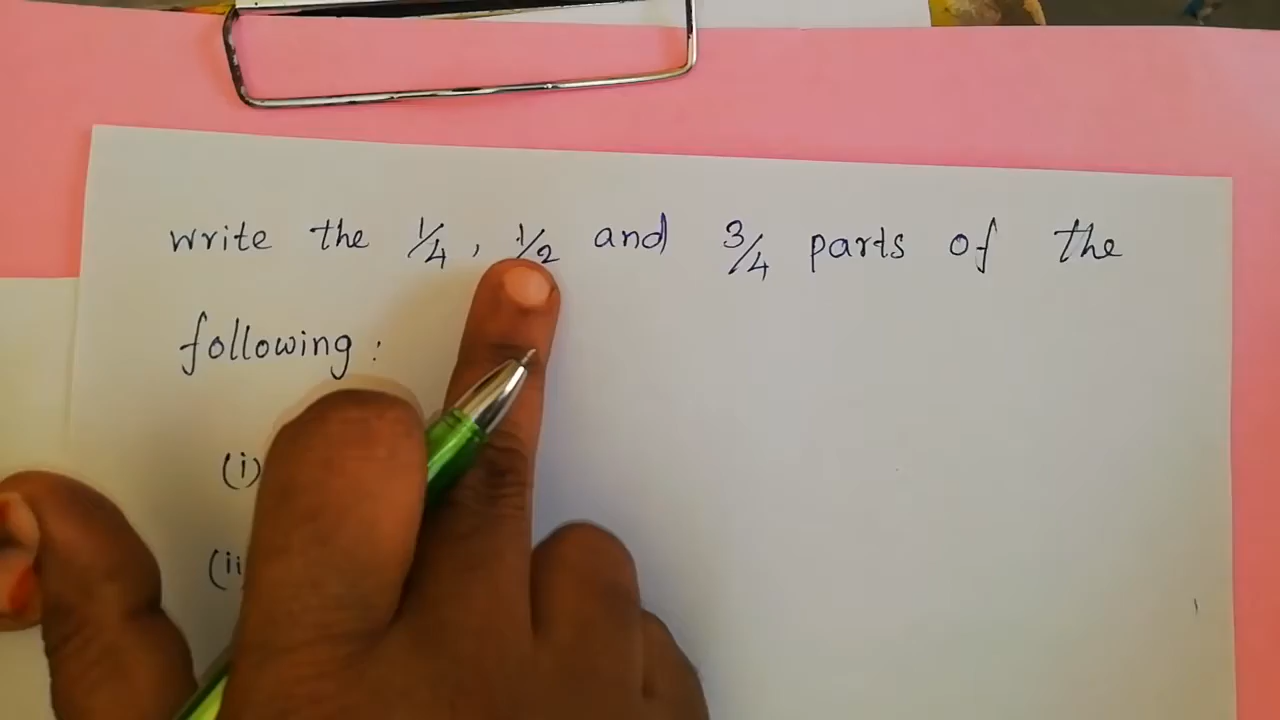 write the 1/4, 1/2 and 3/4 parts of the
following:
(i)
(ii